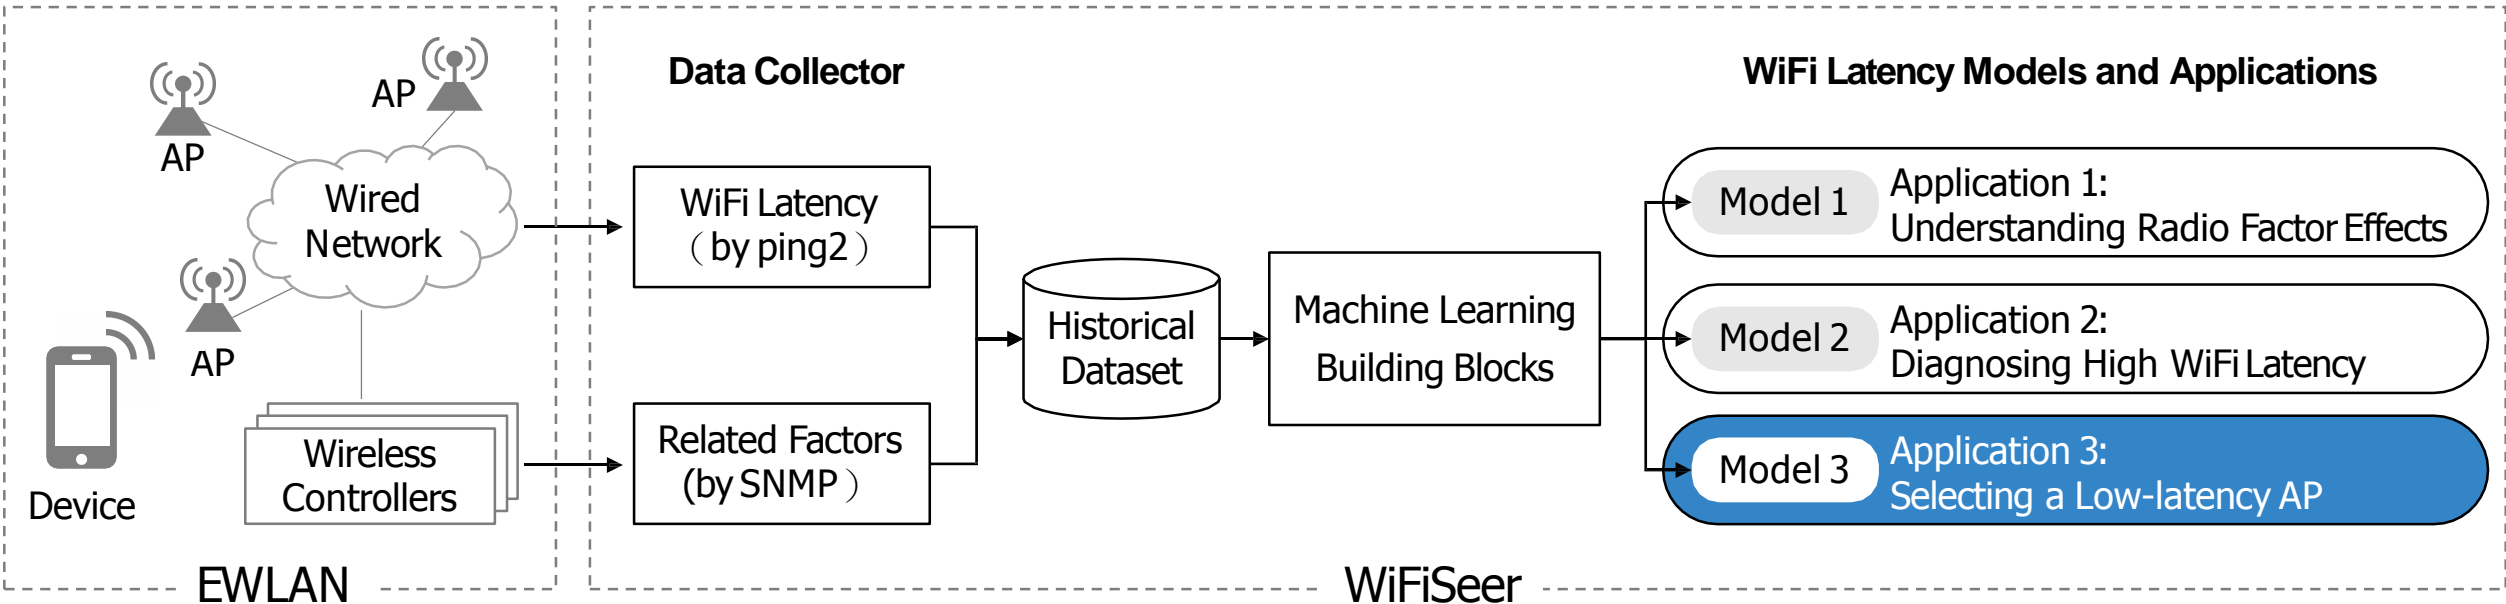 Data Collector
WiFi Latency Models and Applications
AP
AP
AP
Wired
Network
Device
Wireless
Controllers
EWLAN
WiFi Latency
（by ping2）
Related Factors
(by SNMP）
Historical
Dataset
Machine Learning
Building Blocks
Model 1
Application 1:
Understanding Radio Factor Effects
Model 2
Application 2:
Diagnosing High WiFi Latency
Model 3
Application 3:
Selecting a Low-latency AP
WiFiSeer